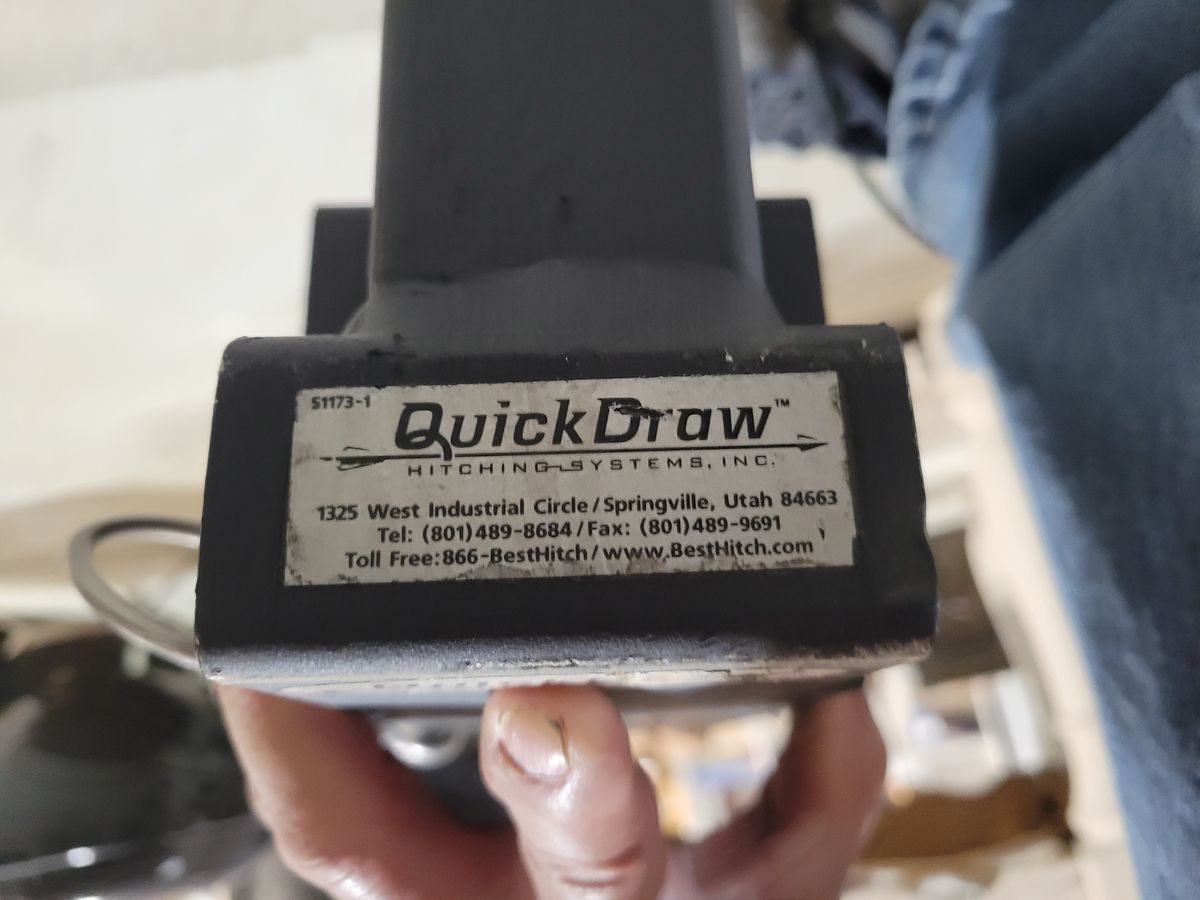 S1173-1
QuickDraw™
HITCHING SYSTEMS, INC.
1325 West Industrial Circle/Springville, Utah 84663
Tel: (801)489-8684/Fax: (801)489-9691
Toll Free:866-BestHitch/www.BestHitch.com